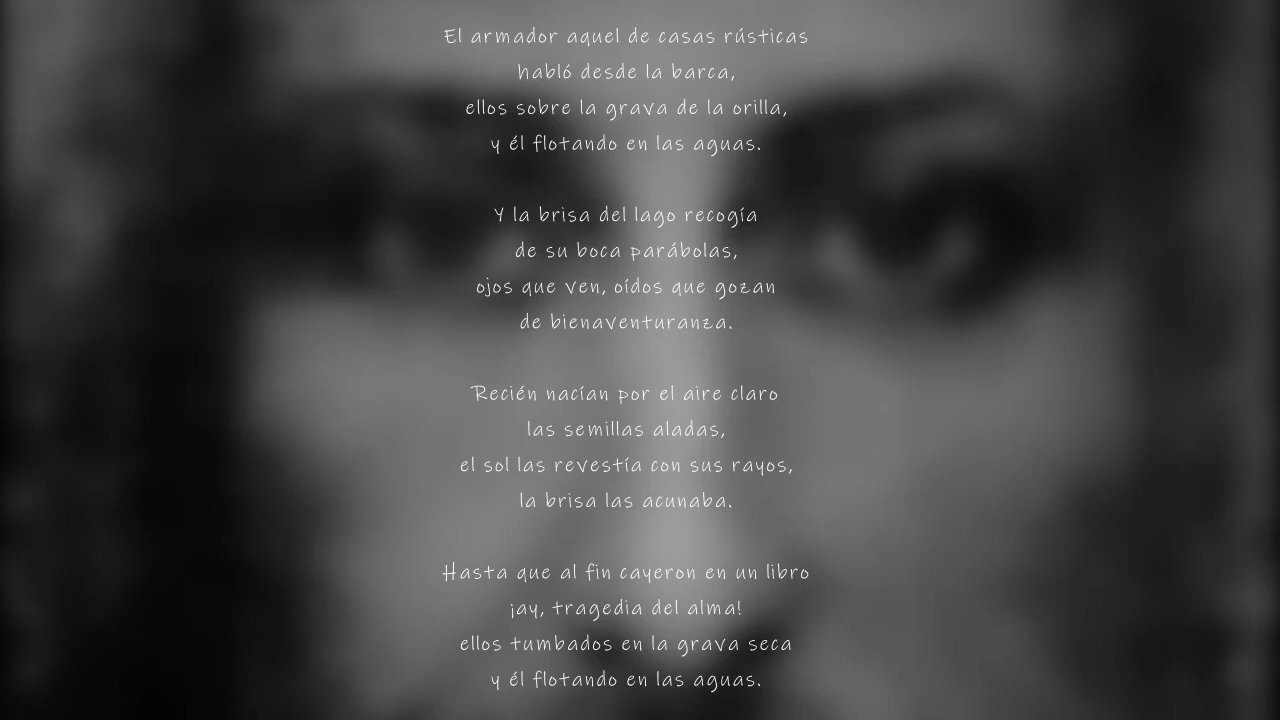 El armador aquel de casas rústicas
habló desde la barca,
ellos sobre la grava de la orilla,
y él flotando en las aguas.
Y la brisa del lago recogía
de su boca parábolas,
ojos que ven, oídos que gozan
de bienaventuranza.
Recién nacían por el aire claro
las semillas aladas,
el sol las revestía con sus rayos,
la brisa las acunaba.
Hasta que al fin cayeron en un libro
¡ay, tragedia del alma!
ellos tumbados en la grava seca
y él flotando en las aguas.